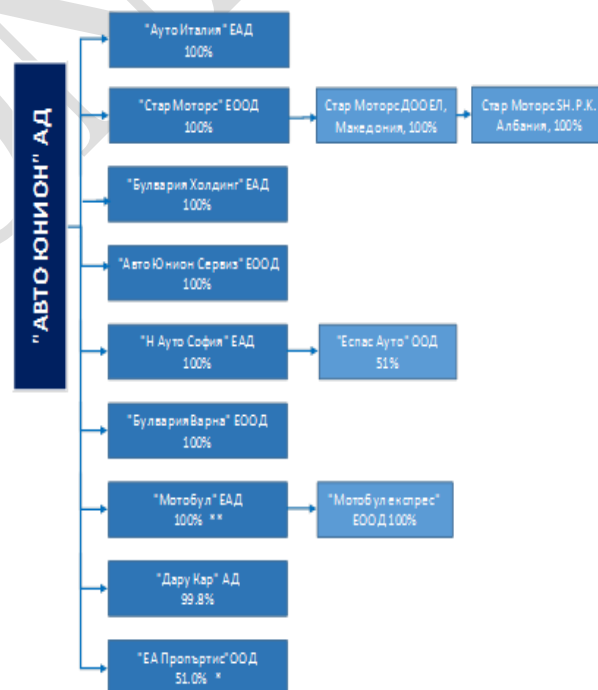 "АВТО ЮНИОН" АД
"Ауто Италия" ЕАД
100%
"Стар Моторс" ЕООД
100%
Стар Моторс ДООЕЛ,
Македония, 100%
Стар Моторс SH.P.K.
Албания, 100%
"Булвария Холдинг" ЕАД
100%
"Авто Юнион Сервиз" ЕООД
100%
"Н Ауто София" ЕАД
100%
"Еспас Ауто" ООД
51%
"Булвария Варна" ЕООД
100%
"Мотобул" ЕАД
100% **
"Мотобул експрес"
ЕООД 100%
"Дару Кар" АД
99.8%
"ЕА Пропъртис" ООД
51.0% *